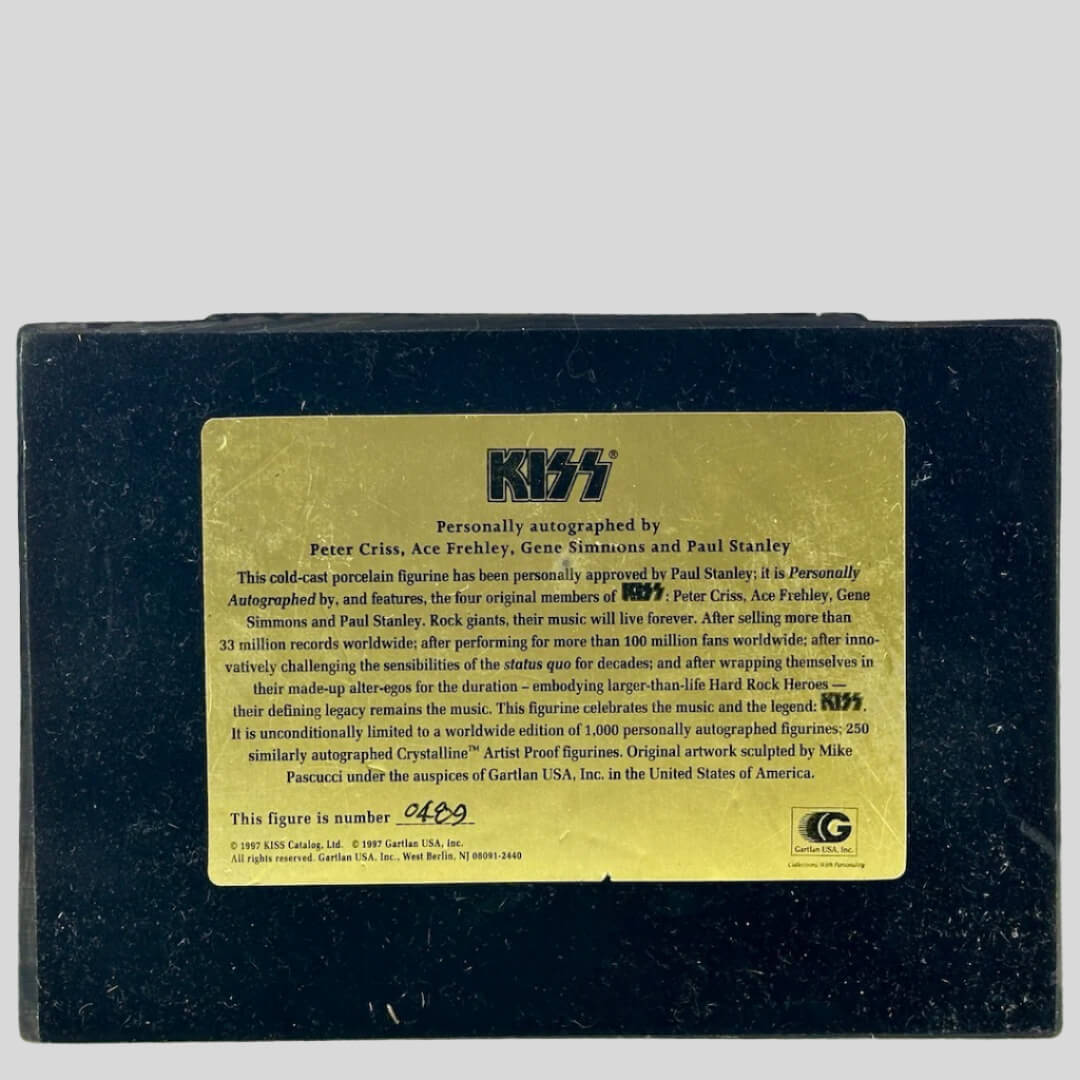 KISS®
Personally autographed by
Peter Criss, Ace Frehley, Gene Simmons and Paul Stanley
This cold-cast porcelain figurine has been personally approved by Paul Stanley; it is Personally
Autographed by, and features, the four original members of KISS: Peter Criss, Ace Frehley, Gene
Simmons and Paul Stanley. Rock giants, their music will live forever. After selling more than
33 million records worldwide; after performing for more than 100 million fans worldwide; after inno-
vatively challenging the sensibilities of the status quo for decades; and after wrapping themselves in
their made-up alter-egos for the duration – embodying larger-than-life Hard Rock Heroes —
their defining legacy remains the music. This figurine celebrates the music and the legend: KISS.
It is unconditionally limited to a worldwide edition of 1,000 personally autographed figurines; 250
similarly autographed Crystalline™ Artist Proof figurines. Original artwork sculpted by Mike
Pascucci under the auspices of Gartlan USA, Inc. in the United States of America.
This figure is number 0489
© 1997 KISS Catalog, Ltd. © 1997 Gartlan USA, Inc.
All rights reserved. Gartlan USA, Inc., West Berlin, NJ 08091-2440
G
Gartlan USA, Inc.
Collections With Personality